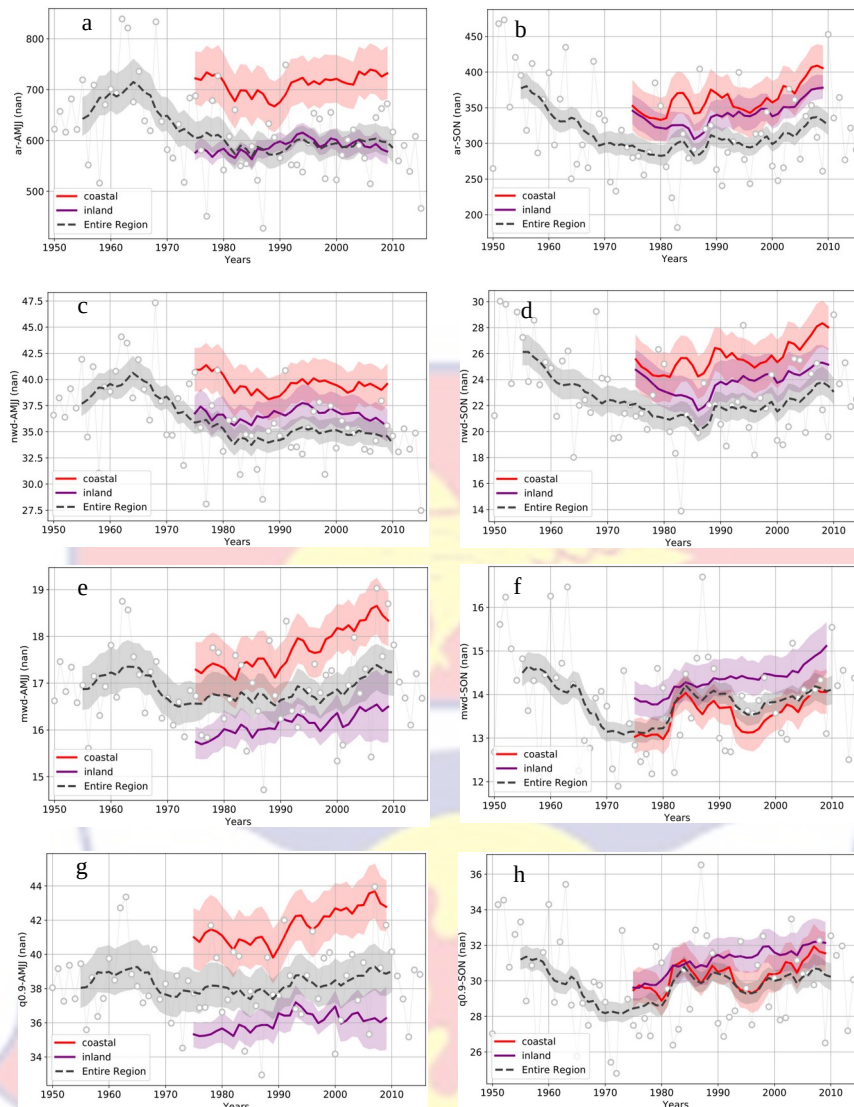 a
800
700
600
500
ar-AMJJ (nan)
coastal
inland
Entire Region
1950 1960 1970 1980 1990 2000 2010
Years
b
450
400
350
300
250
200
ar-SON (nan)
coastal
inland
Entire Region
1950 1960 1970 1980 1990 2000 2010
Years
c
47.5
45.0
42.5
40.0
37.5
35.0
32.5
30.0
27.5
nwd-AMJJ (nan)
coastal
inland
Entire Region
1950 1960 1970 1980 1990 2000 2010
Years
d
30
28
26
24
22
20
18
16
14
nwd-SON (nan)
coastal
inland
Entire Region
1950 1960 1970 1980 1990 2000 2010
Years
e
19
18
17
16
15
mwd-AMJJ (nan)
coastal
inland
Entire Region
1950 1960 1970 1980 1990 2000 2010
Years
f
16
15
14
13
12
mwd-SON (nan)
coastal
inland
Entire Region
1950 1960 1970 1980 1990 2000 2010
Years
g
44
42
40
38
36
34
q0.9-AMJJ (nan)
coastal
inland
Entire Region
1950 1960 1970 1980 1990 2000 2010
Years
h
36
34
32
30
28
26
q0.9-SON (nan)
coastal
inland
Entire Region
1950 1960 1970 1980 1990 2000 2010
Years